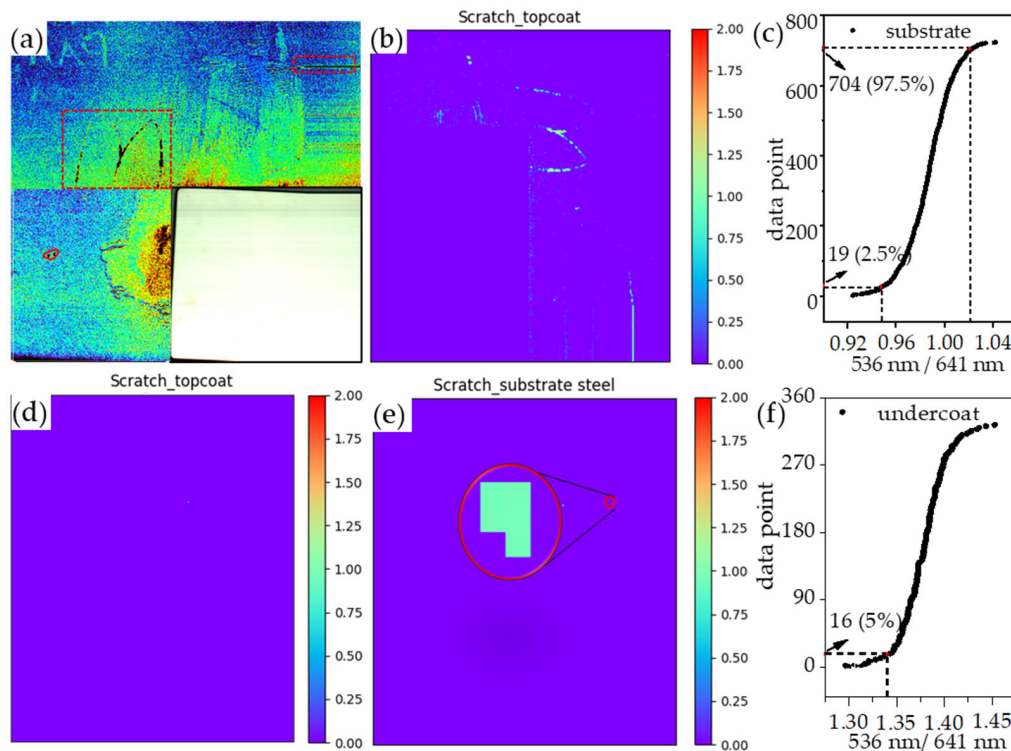 (a)
Scratch_topcoat
(b)
2.00
1.75
1.50
1.25
1.00
0.75
0.50
0.25
0.00
(c)
substrate
data point
800
600
400
200
0
704 (97.5%)
19 (2.5%)
0.92 0.96 1.00 1.04
536 nm / 641 nm
Scratch_topcoat
(d)
2.00
1.75
1.50
1.25
1.00
0.75
0.50
0.25
0.00
Scratch_substrate steel
(e)
2.00
1.75
1.50
1.25
1.00
0.75
0.50
0.25
0.00
(f)
undercoat
data point
360
270
180
90
0
16 (5%)
1.30 1.35 1.40 1.45
536 nm / 641 nm